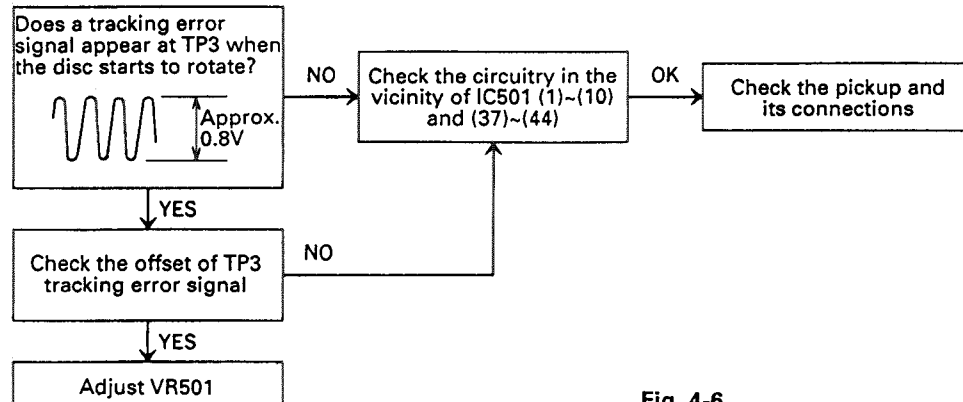 Does a tracking error
signal appear at TP3 when
the disc starts to rotate?
Approx.
0.8V
NO
Check the circuitry in the
vicinity of IC501 (1)~(10)
and (37)~(44)
OK
Check the pickup and
its connections
YES
Check the offset of TP3
tracking error signal
NO
YES
Adjust VR501
Fig. 4-6